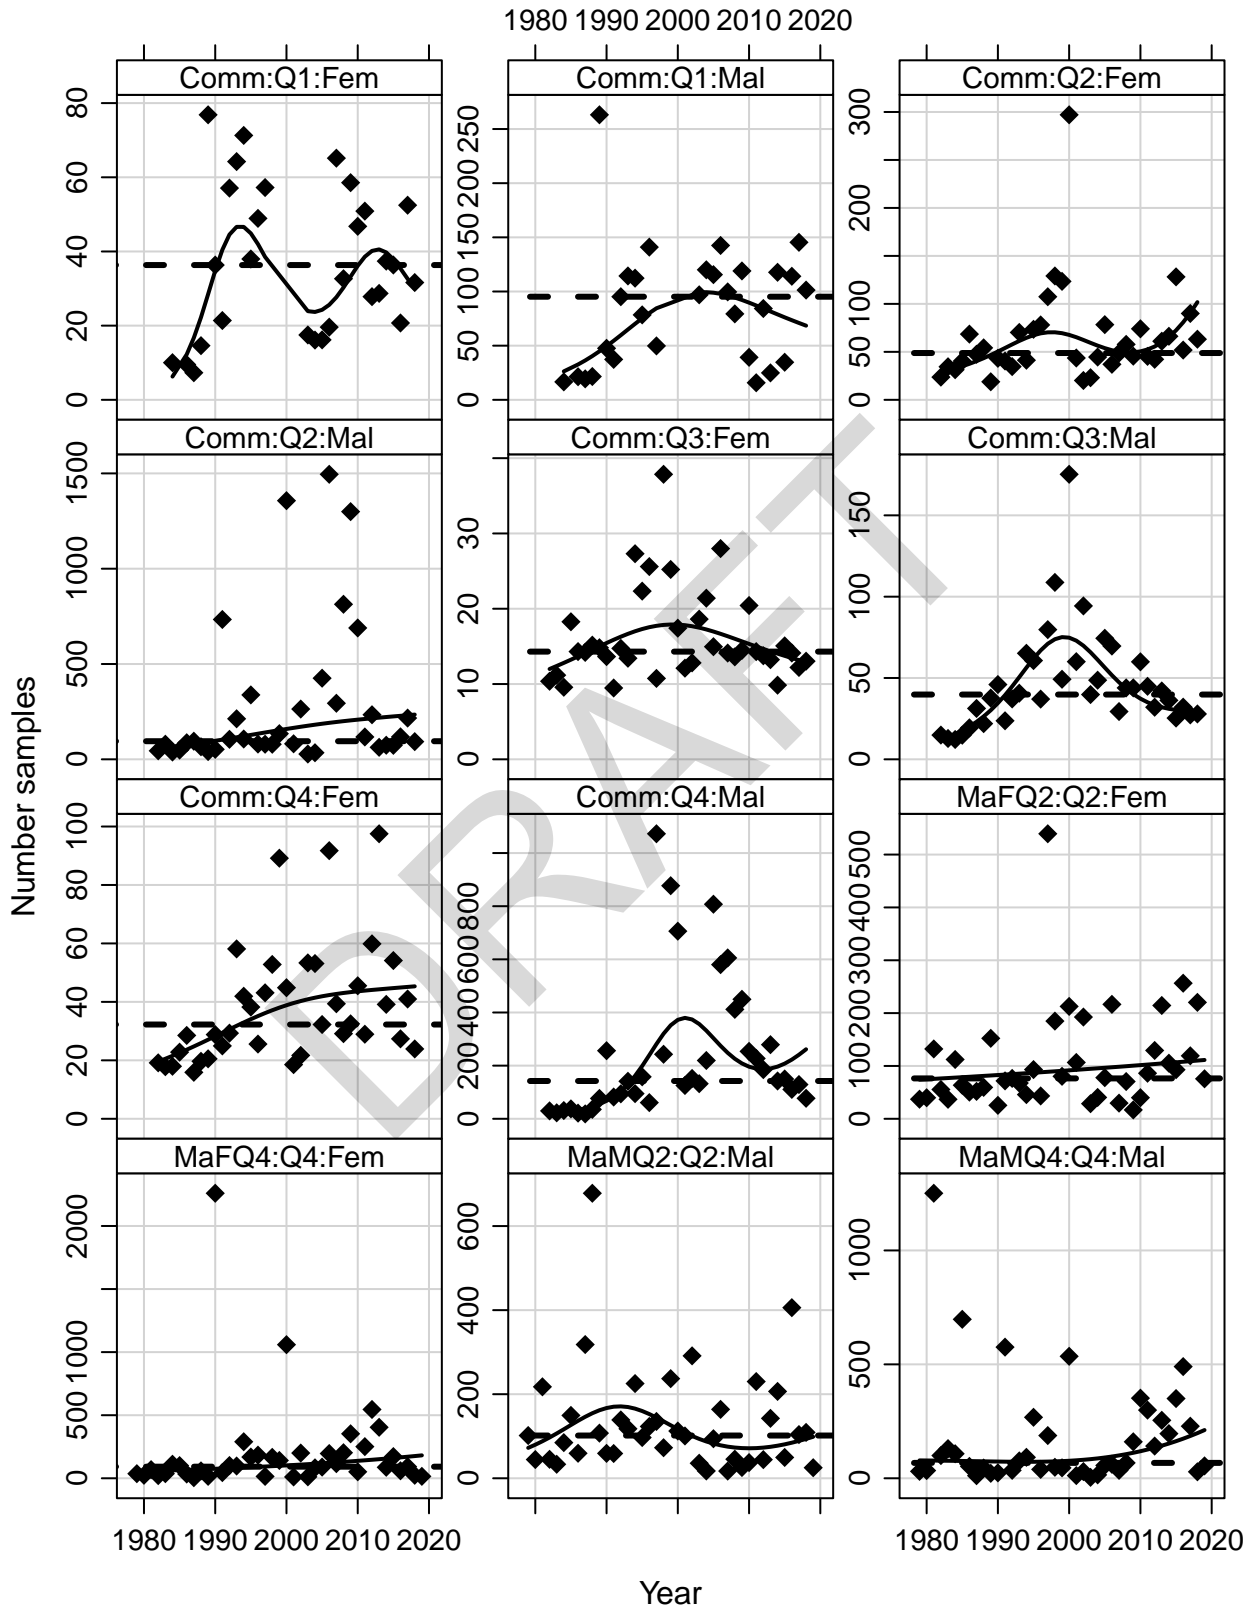 1980 1990 2000 2020
Comm:Q1:Fem Comm:Q1:Mal Comm:Q2:Fem
0 20 40 60 80
0 50 100 150 200 250
0 50 100 200 300
Comm:Q2:Mal Comm:Q3:Fem Comm:Q3:Mal
0 500 1000 1500
0 10 20 30
0 50 100 150
Comm:Q4:Fem Comm:Q4:Mal MaFQ2:Q2:Fem
0 20 40 60 80 100
0 200 400 600 800
0 100 200 300 400 500
MaFQ4:Q4:Fem MaMQ2:Q2:Mal MaMQ4:Q4:Mal
0 500 1000 2000
0 200 400 600
0 500 1000
1980 1990 2000 2010 2020
1980 1990 2000 2010 2020
Number samples
Year
DRAFT